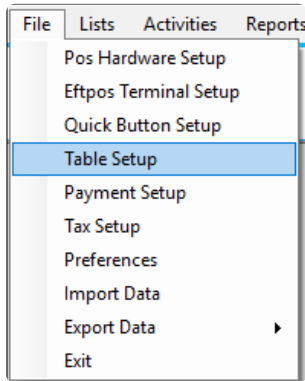 File Lists Activities Reports
Pos Hardware Setup
Eftpos Terminal Setup
Quick Button Setup
Table Setup
Payment Setup
Tax Setup
Preferences
Import Data
Export Data
Exit